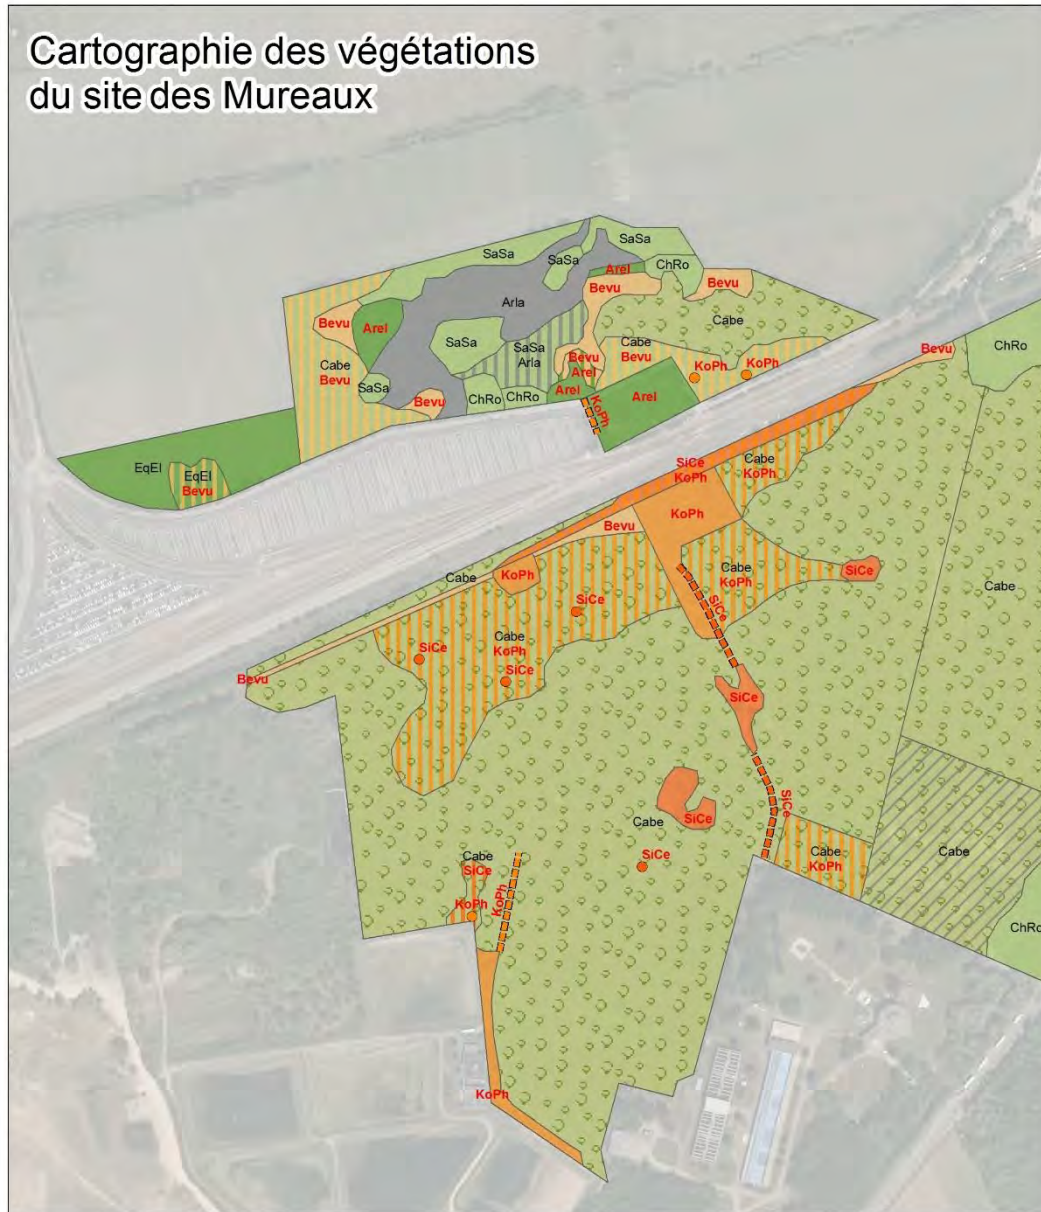 Cartographie des végétations
du site des Mureaux
SaSa
SaSa
SaSa
Arel
ChRo
Bevu
Bevu
Arla
Bevu
Arel
Cabe
SaSa
SaSa
Arla
Cabe
Bevu
Bevu
Arel
KoPh
KoPh
Cabe
Bevu
SaSa
Bevu
ChRo
ChRo
Arel
Arel
KoPh
Bevu
ChRo
EqEl
EqEl
Bevu
SiCe
KoPh
Cabe
KoPh
KoPh
Bevu
Cabe
KoPh
Cabe
KoPh
SiCe
Cabe
SiCe
SiCe
Cabe
KoPh
SiCe
SiCe
Bevu
SiCe
SiCe
SiCe
Cabe
Cabe
SiCe
SiCe
KoPh
KoPh
Cabe
KoPh
Cabe
ChRo
KoPh